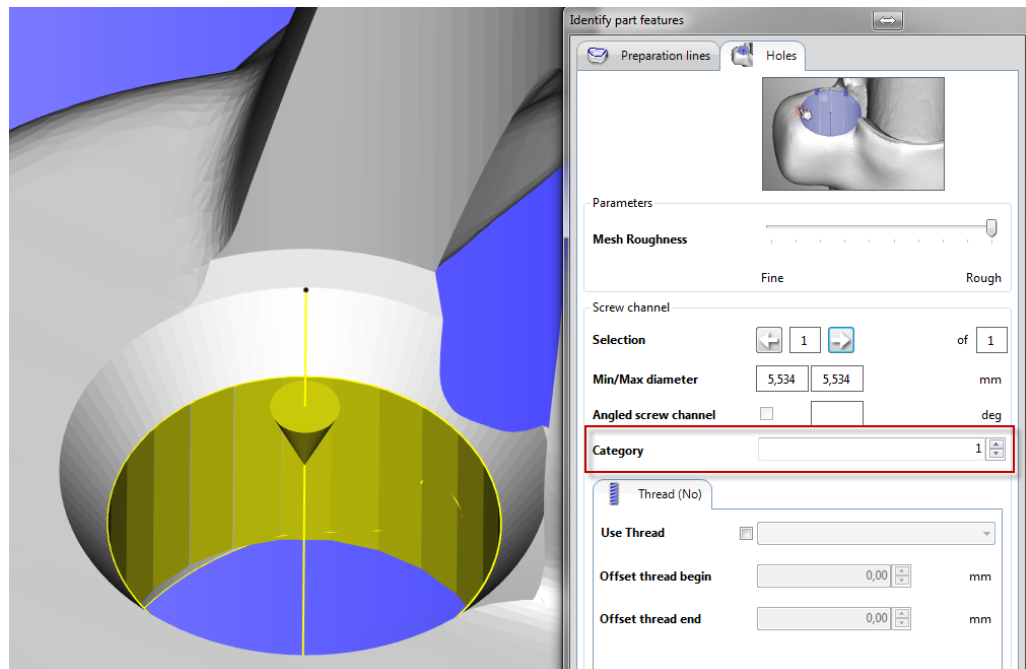 Identify part features
Preparation lines
Holes
Parameters
Mesh Roughness
Fine Rough
Screw channel
Selection 1 of 1
Min/Max diameter 5,534 5,534 mm
Angled screw channel deg
Category 1
Thread (No)
Use Thread
Offset thread begin 0,00 mm
Offset thread end 0,00 mm